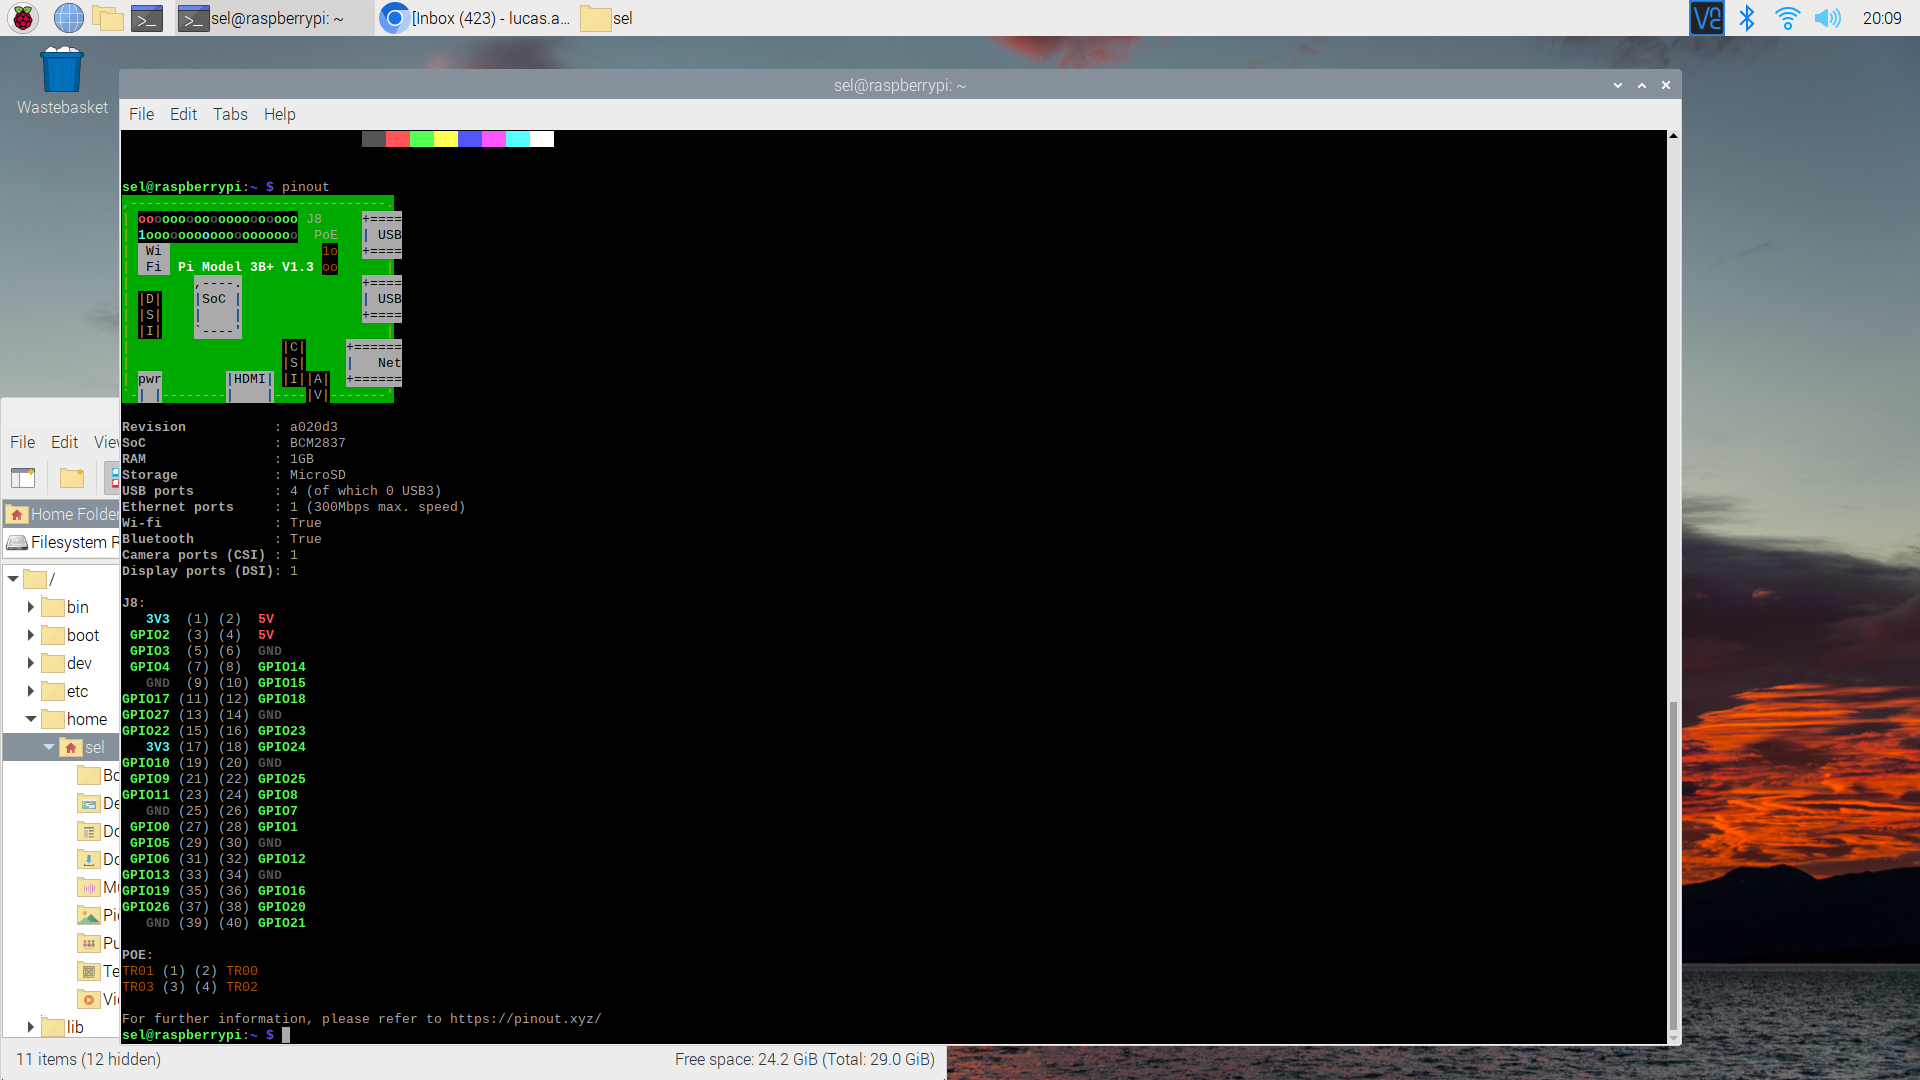 sel@raspberrypi: ~
[Inbox (423) - lucas.a...
sel
20:09
Wastebasket
sel@raspberrypi: ~
File Edit Tabs Help
sel@raspberrypi:~ $ pinout
,--------------------------------.
| oooooooooooooooooooo J8   +====
| 1ooooooooooooooooooo  PoE | USB
| Wi                     1o +====
| Fi Pi Model 3B+ V1.3 oo |
| ,----. +====
| |D| |SoC | | USB
| |S| | | +====
| |I| `----' |
| |C| +======
| |S| | Net
| pwr |HDMI| |I||A| +======
`-| |--------| |----|V|-------'
Revision : a020d3
SoC : BCM2837
RAM : 1GB
Storage : MicroSD
USB ports : 4 (of which 0 USB3)
Ethernet ports : 1 (300Mbps max. speed)
Wi-fi : True
Bluetooth : True
Camera ports (CSI) : 1
Display ports (DSI): 1
J8:
3V3 (1) (2) 5V
GPIO2 (3) (4) 5V
GPIO3 (5) (6) GND
GPIO4 (7) (8) GPIO14
GND (9) (10) GPIO15
GPIO17 (11) (12) GPIO18
GPIO27 (13) (14) GND
GPIO22 (15) (16) GPIO23
3V3 (17) (18) GPIO24
GPIO10 (19) (20) GND
GPIO9 (21) (22) GPIO25
GPIO11 (23) (24) GPIO8
GND (25) (26) GPIO7
GPIO0 (27) (28) GPIO1
GPIO5 (29) (30) GND
GPIO6 (31) (32) GPIO12
GPIO13 (33) (34) GND
GPIO19 (35) (36) GPIO16
GPIO26 (37) (38) GPIO20
GND (39) (40) GPIO21
POE:
TR01 (1) (2) TR00
TR03 (3) (4) TR02
For further information, please refer to https://pinout.xyz/
sel@raspberrypi:~ $
File Edit View
Home Folder
Filesystem R
/
bin
boot
dev
etc
home
sel
Bo
De
Do
Do
Mu
Pic
Pu
Te
Vi
lib
11 items (12 hidden)
Free space: 24.2 GiB (Total: 29.0 GiB)